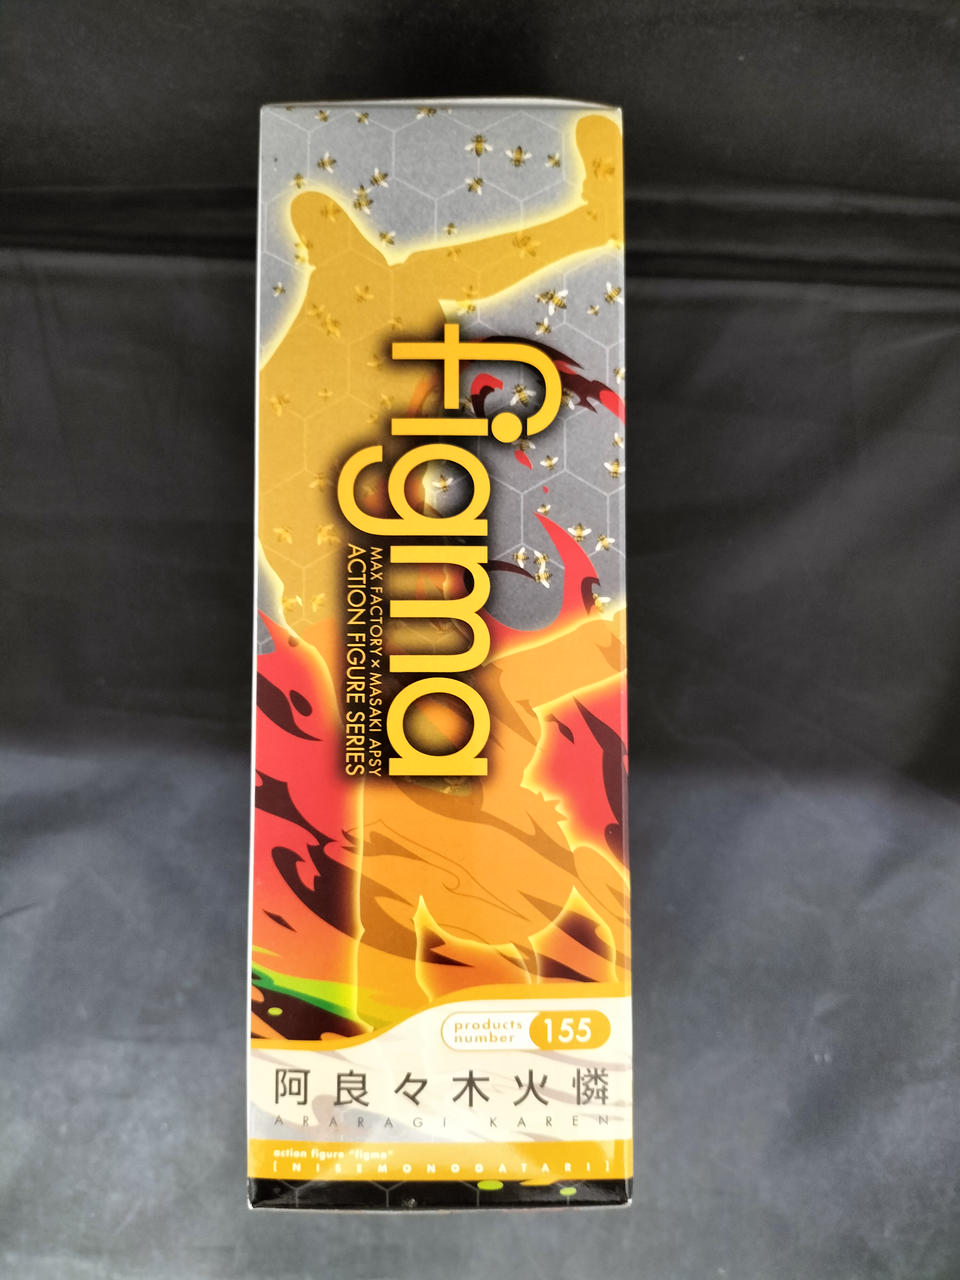 figma
MAX FACTORY × MASAKI APSY
ACTION FIGURE SERIES
products
number
155
阿良々木火憐
ARARAGI KAREN
action figure "figma"
[NISEMONOGATARI]